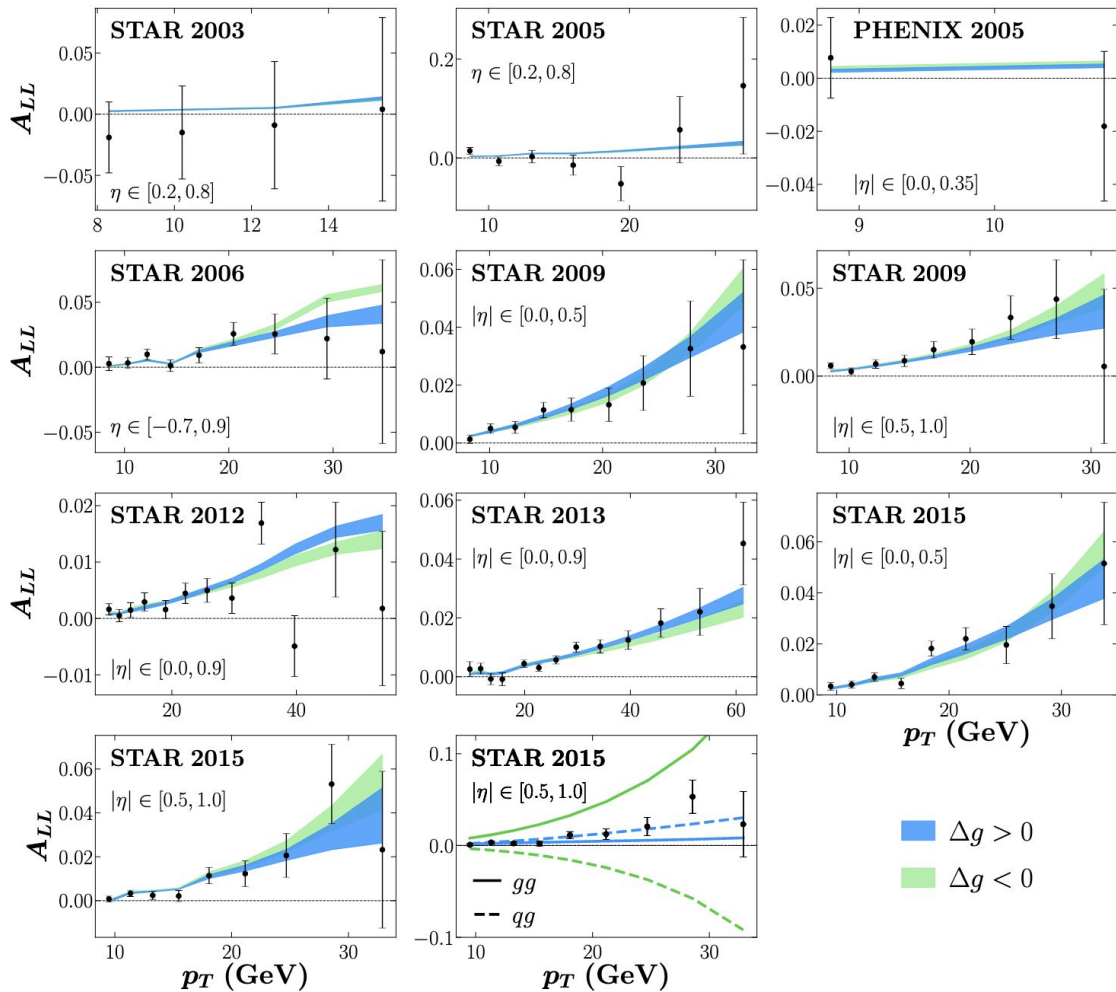 STAR 2003
η ∈ [0.2, 0.8]
A_LL
0.05
0.00
−0.05
8
10
12
14
STAR 2005
η ∈ [0.2, 0.8]
0.2
0.0
10
20
PHENIX 2005
|η| ∈ [0.0, 0.35]
0.02
0.00
−0.02
−0.04
9
10
STAR 2006
η ∈ [−0.7, 0.9]
A_LL
0.05
0.00
−0.05
10
20
30
STAR 2009
|η| ∈ [0.0, 0.5]
0.06
0.04
0.02
0.00
10
20
30
STAR 2009
|η| ∈ [0.5, 1.0]
0.05
0.00
10
20
30
STAR 2012
|η| ∈ [0.0, 0.9]
A_LL
0.02
0.01
0.00
−0.01
20
40
STAR 2013
|η| ∈ [0.0, 0.9]
0.06
0.04
0.02
0.00
20
30
40
50
60
STAR 2015
|η| ∈ [0.0, 0.5]
0.06
0.04
0.02
0.00
10
20
30
p_T (GeV)
STAR 2015
|η| ∈ [0.5, 1.0]
A_LL
0.06
0.04
0.02
0.00
10
20
30
p_T (GeV)
STAR 2015
|η| ∈ [0.5, 1.0]
0.1
0.0
−0.1
gg
qg
10
20
30
p_T (GeV)
Δg > 0
Δg < 0